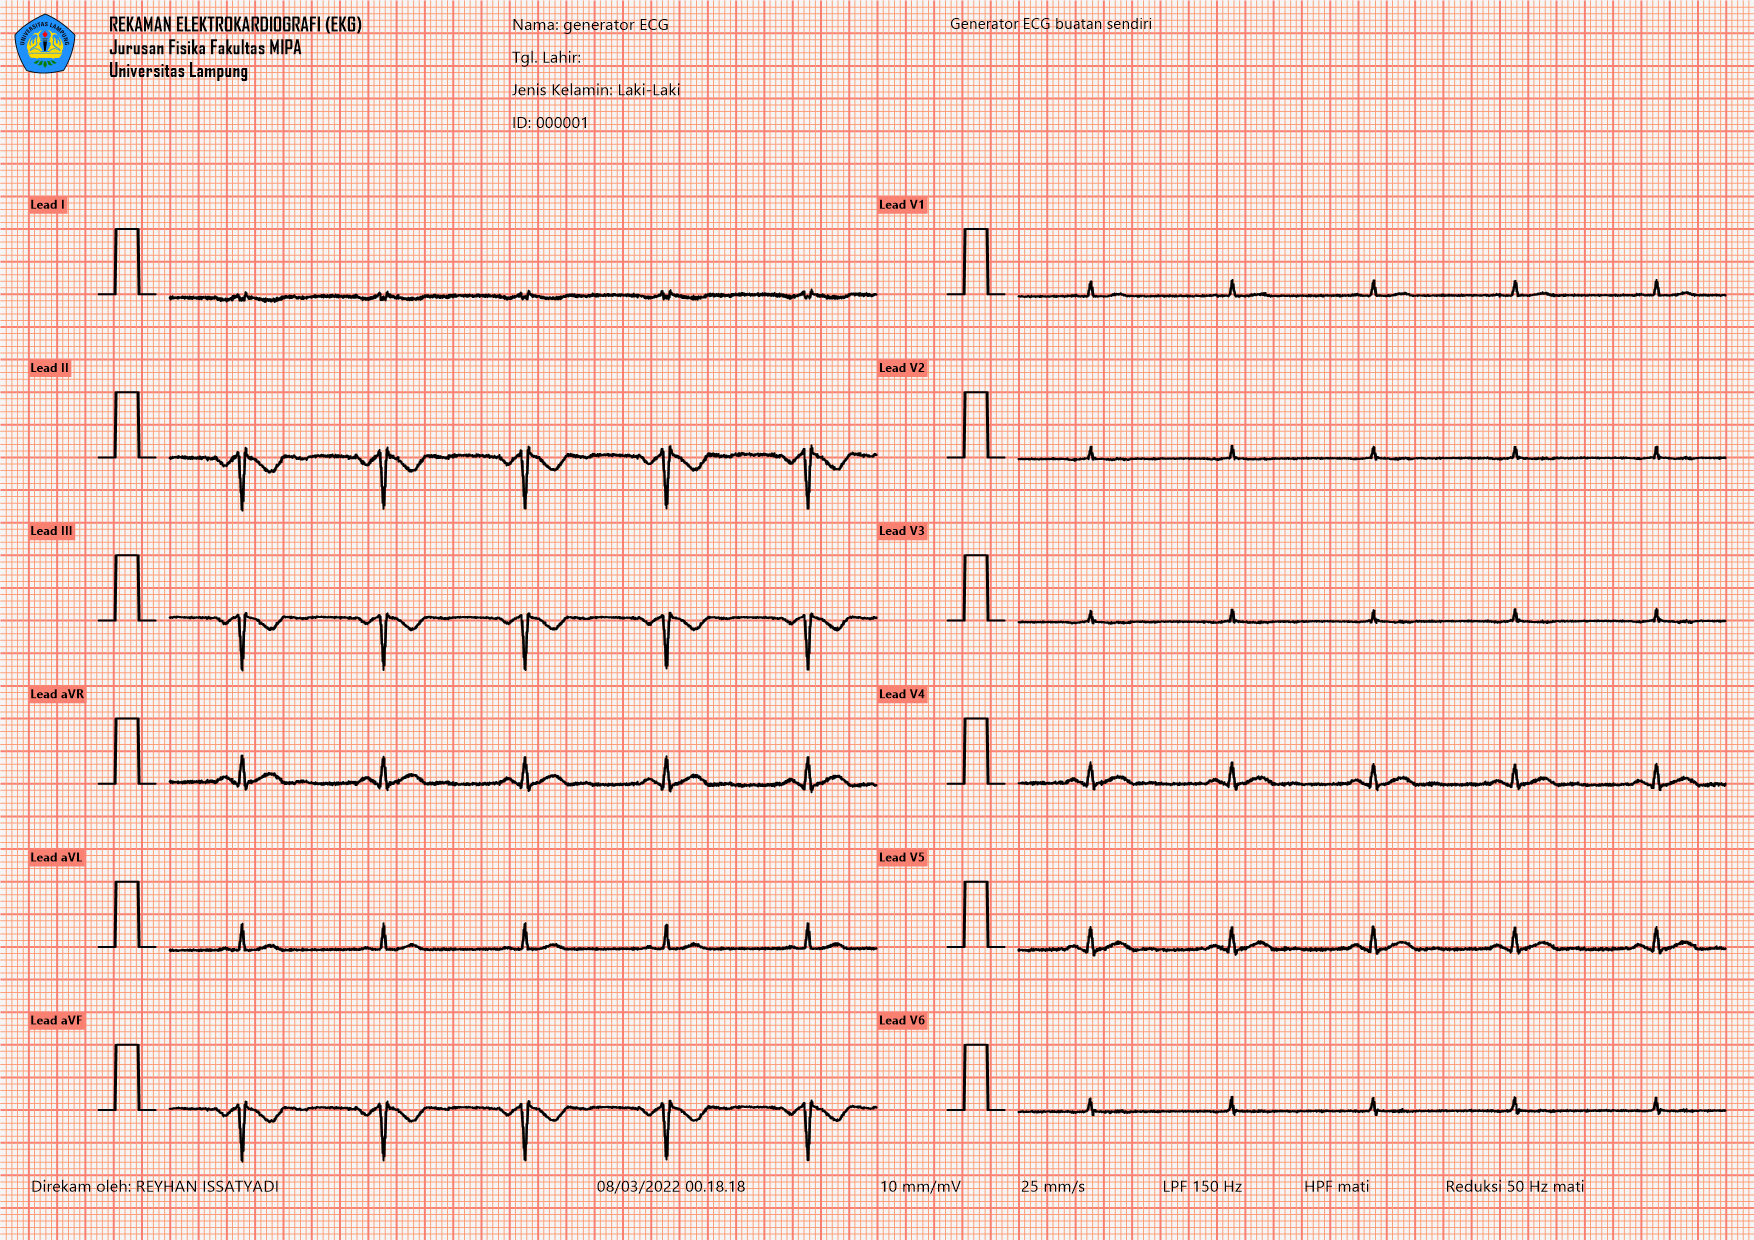 UNIVERSITAS LAMPUNG
REKAMAN ELEKTROKARDIOGRAFI (EKG)
Jurusan Fisika Fakultas MIPA
Universitas Lampung
Nama: generator ECG
Tgl. Lahir:
Jenis Kelamin: Laki-Laki
ID: 000001
Generator ECG buatan sendiri
Lead I
Lead II
Lead III
Lead aVR
Lead aVL
Lead aVF
Lead V1
Lead V2
Lead V3
Lead V4
Lead V5
Lead V6
Direkam oleh: REYHAN ISSATYADI
08/03/2022 00.18.18
10 mm/mV
25 mm/s
LPF 150 Hz
HPF mati
Reduksi 50 Hz mati